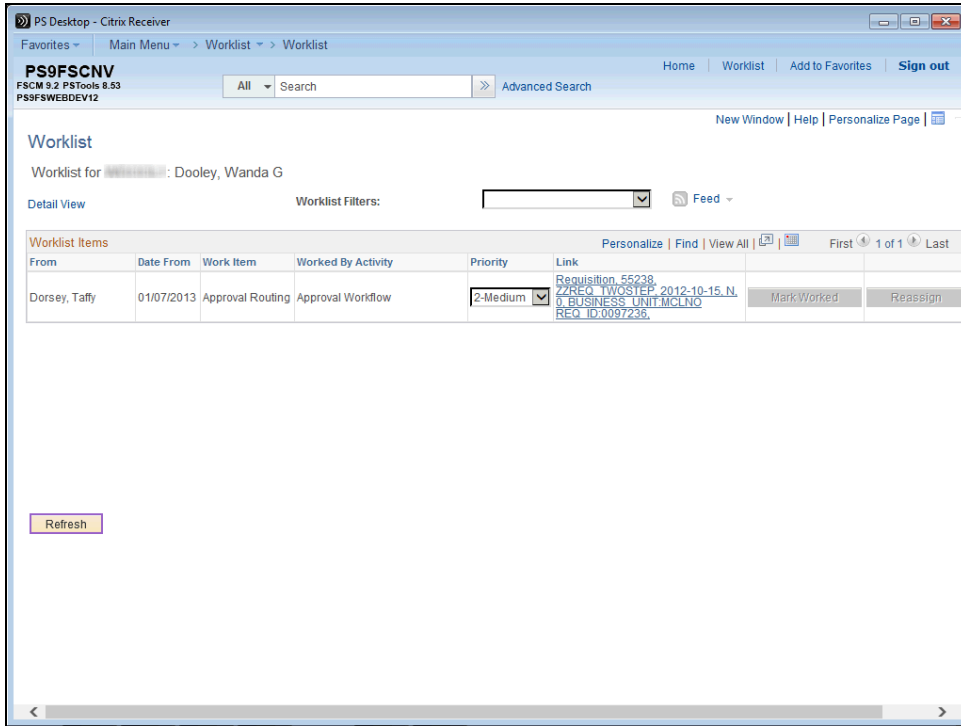 PS Desktop - Citrix Receiver
Favorites Main Menu > Worklist > Worklist
PS9FSCNV
FSCM 9.2 PSTools 8.53
PS9FSWEBDEV12
Home Worklist Add to Favorites Sign out
All Search Advanced Search
New Window | Help | Personalize Page |
Worklist
Worklist for : Dooley, Wanda G
Detail View Worklist Filters: Feed
Worklist Items Personalize | Find | View All | | First 1 of 1 Last
From Date From Work Item Worked By Activity Priority Link
Dorsey, Taffy 01/07/2013 Approval Routing Approval Workflow 2-Medium Requisition, 55238,
ZZREQ_TWOSTEP, 2012-10-15, N,
0, BUSINESS_UNIT:MCLNO
REQ_ID:0097236,
Mark Worked Reassign
Refresh